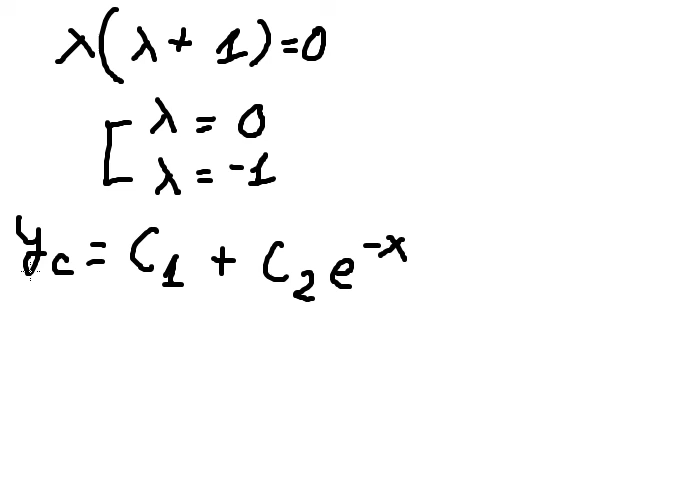 λ(λ + 1) = 0
[ λ = 0
λ = -1
y_c = C_1 + C_2 e^{-x}